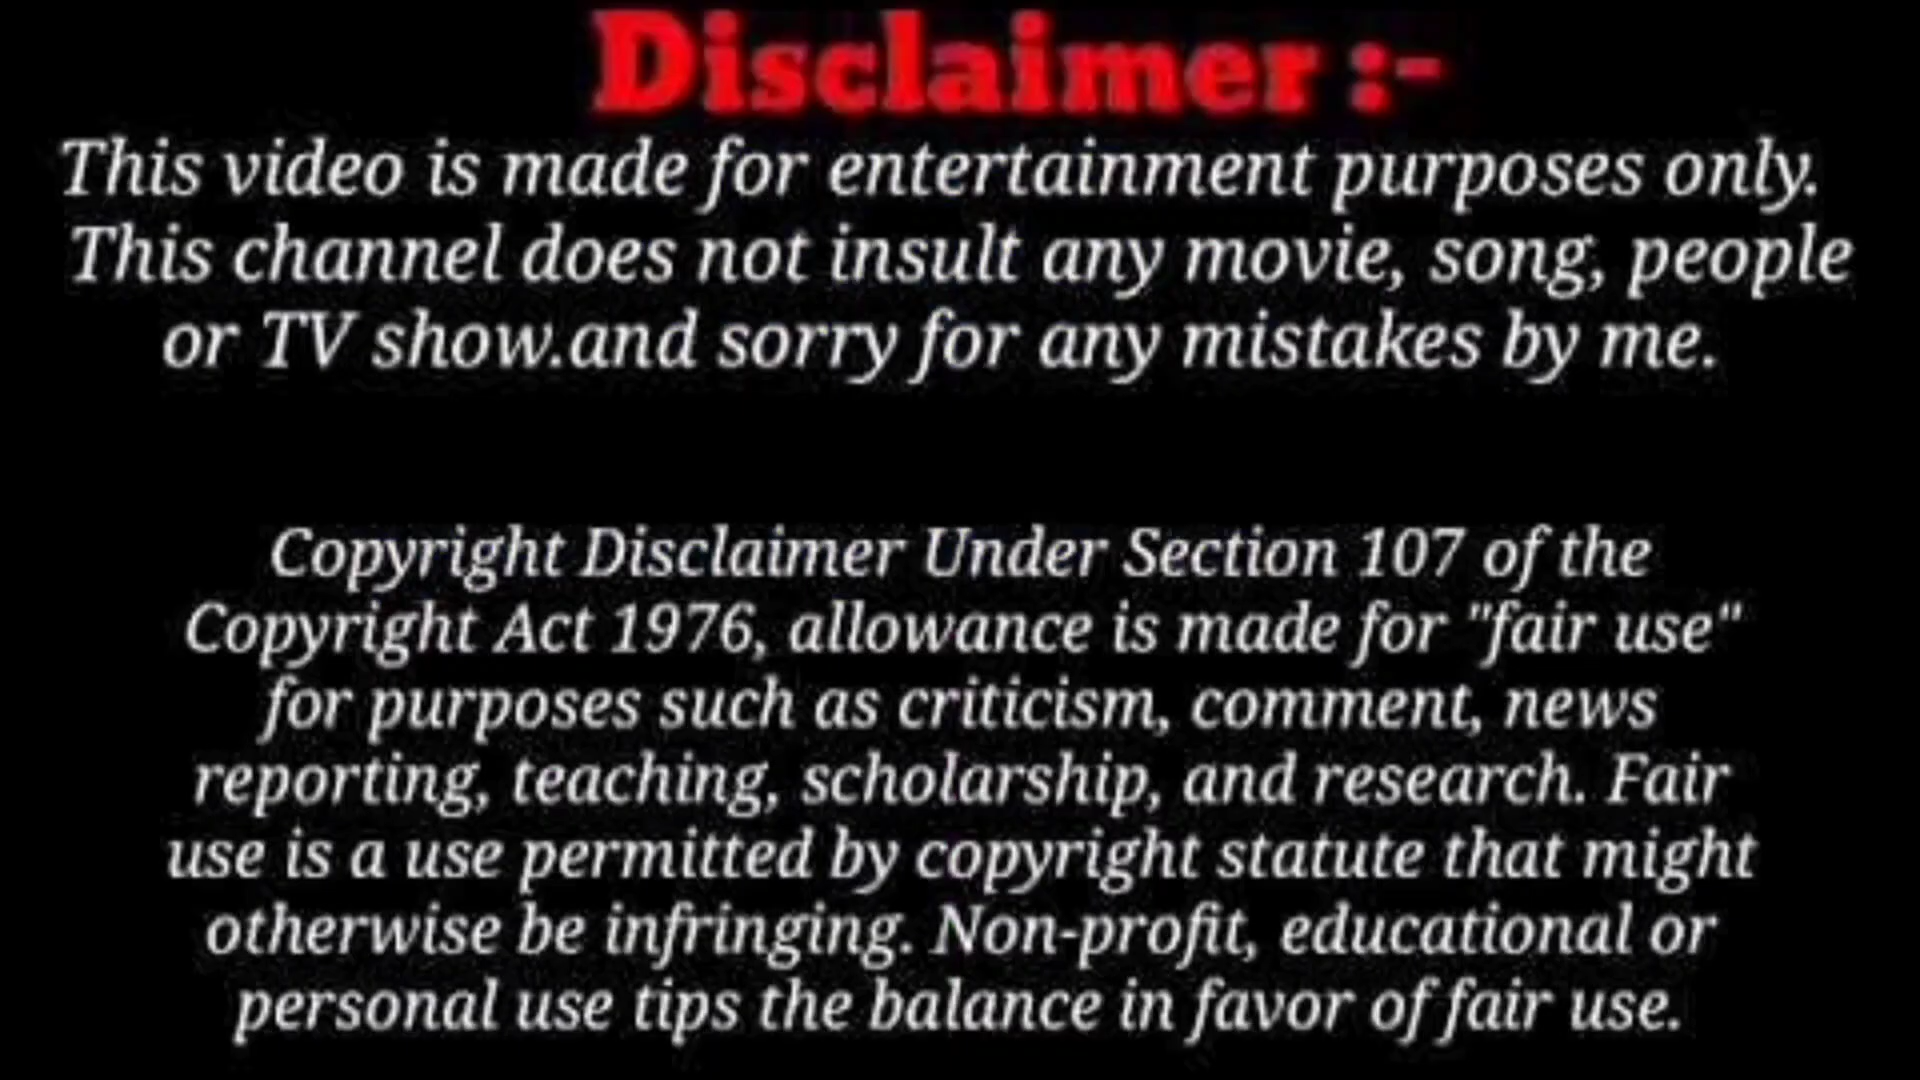 Disclaimer :-
This video is made for entertainment purposes only.
This channel does not insult any movie, song, people
or TV show.and sorry for any mistakes by me.
Copyright Disclaimer Under Section 107 of the
Copyright Act 1976, allowance is made for "fair use"
for purposes such as criticism, comment, news
reporting, teaching, scholarship, and research. Fair
use is a use permitted by copyright statute that might
otherwise be infringing. Non-profit, educational or
personal use tips the balance in favor of fair use.